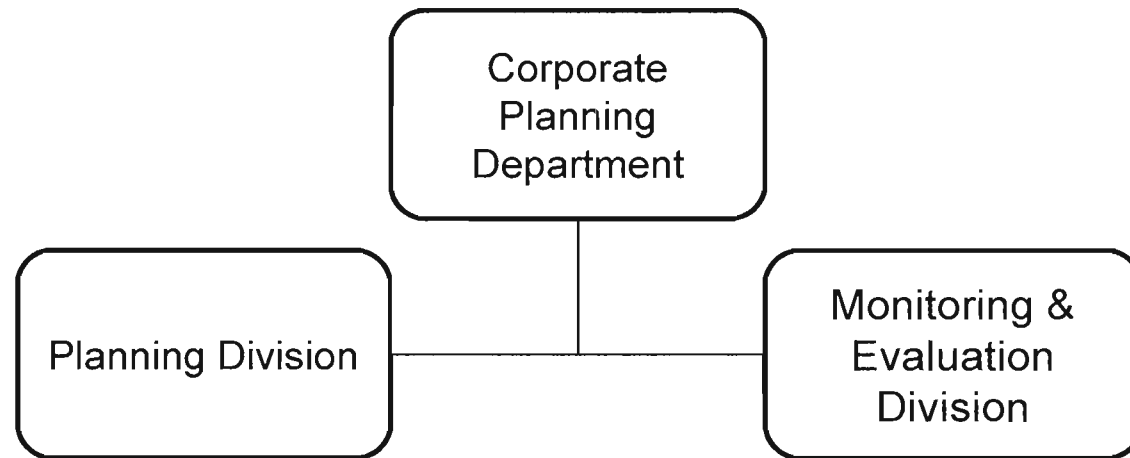 Corporate
Planning
Department
Planning Division
Monitoring &
Evaluation
Division